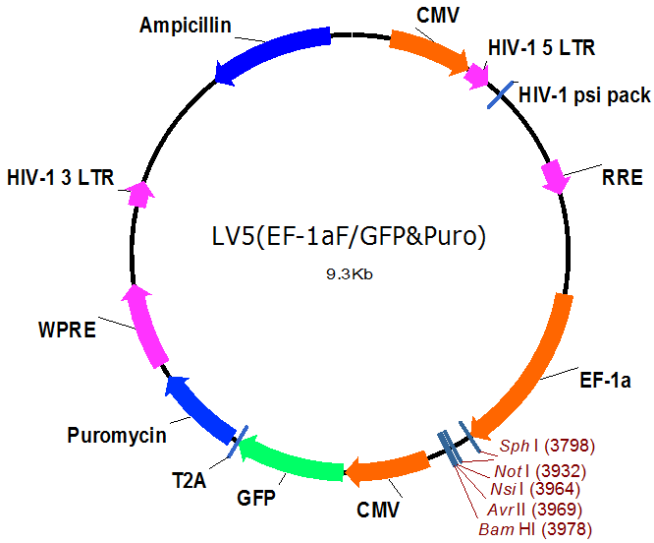 CMV
Ampicillin
HIV-1 5 LTR
HIV-1 psi pack
HIV-1 3 LTR
RRE
LV5(EF-1aF/GFP&Puro)
9.3Kb
WPRE
EF-1a
Puromycin
Sph I (3798)
T2A
Not I (3932)
GFP
Nsi I (3964)
CMV
Avr II (3969)
Bam HI (3978)